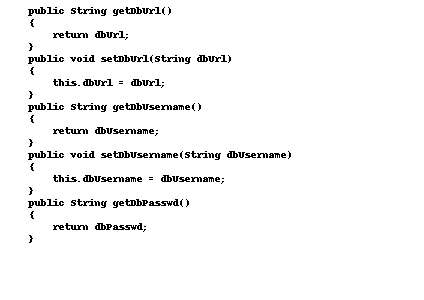 public String getDbUrl()
{
return dbUrl;
}
public void setDbUrl(String dbUrl)
{
this.dbUrl = dbUrl;
}
public String getDbUsername()
{
return dbUsername;
}
public void setDbUsername(String dbUsername)
{
this.dbUsername = dbUsername;
}
public String getDbPasswd()
{
return dbPasswd;
}